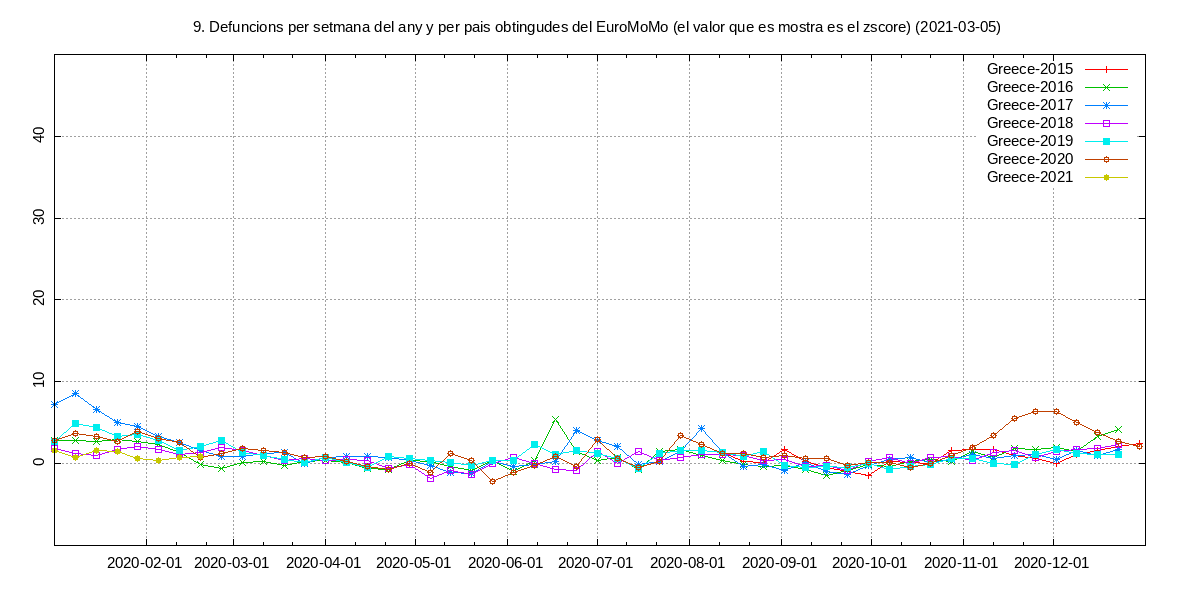 9. Defuncions per setmana del any y per pais obtingudes del EuroMoMo (el valor que es mostra es el zscore) (2021-03-05)
Greece-2015
Greece-2016
Greece-2017
Greece-2018
Greece-2019
Greece-2020
Greece-2021
40
30
20
10
0
2020-02-01 2020-03-01 2020-04-01 2020-05-01 2020-06-01 2020-07-01 2020-08-01 2020-09-01 2020-10-01 2020-11-01 2020-12-01